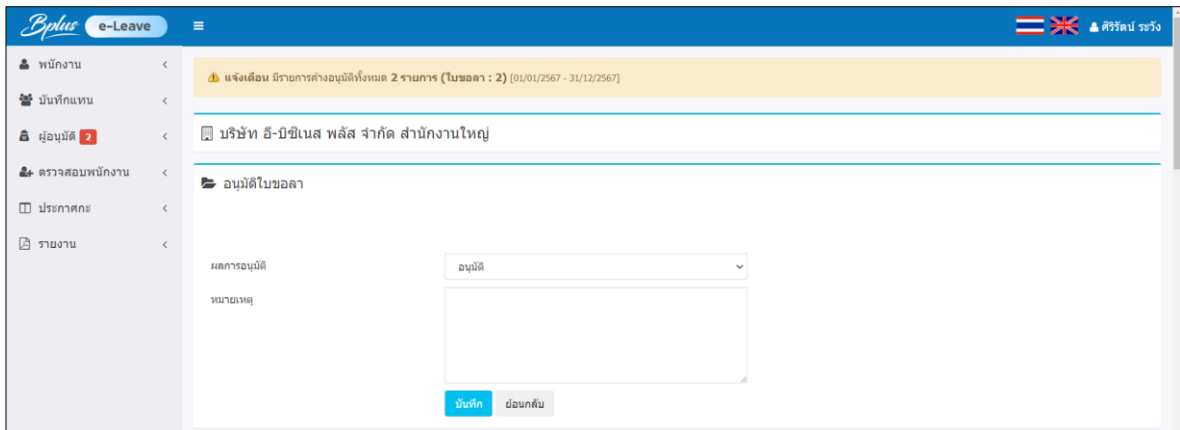 Bplus e-Leave
ศิริรัตน์ ระวัง
พนักงาน
บันทึกแทน
ผู้อนุมัติ 2
ตรวจสอบพนักงาน
ประกาศกะ
รายงาน
แจ้งเตือน มีรายการค้างอนุมัติทั้งหมด 2 รายการ (ใบขอลา : 2) [01/01/2567 - 31/12/2567]
บริษัท อี-บิซิเนส พลัส จำกัด สำนักงานใหญ่
อนุมัติใบขอลา
ผลการอนุมัติ
อนุมัติ
หมายเหตุ
บันทึก
ย้อนกลับ